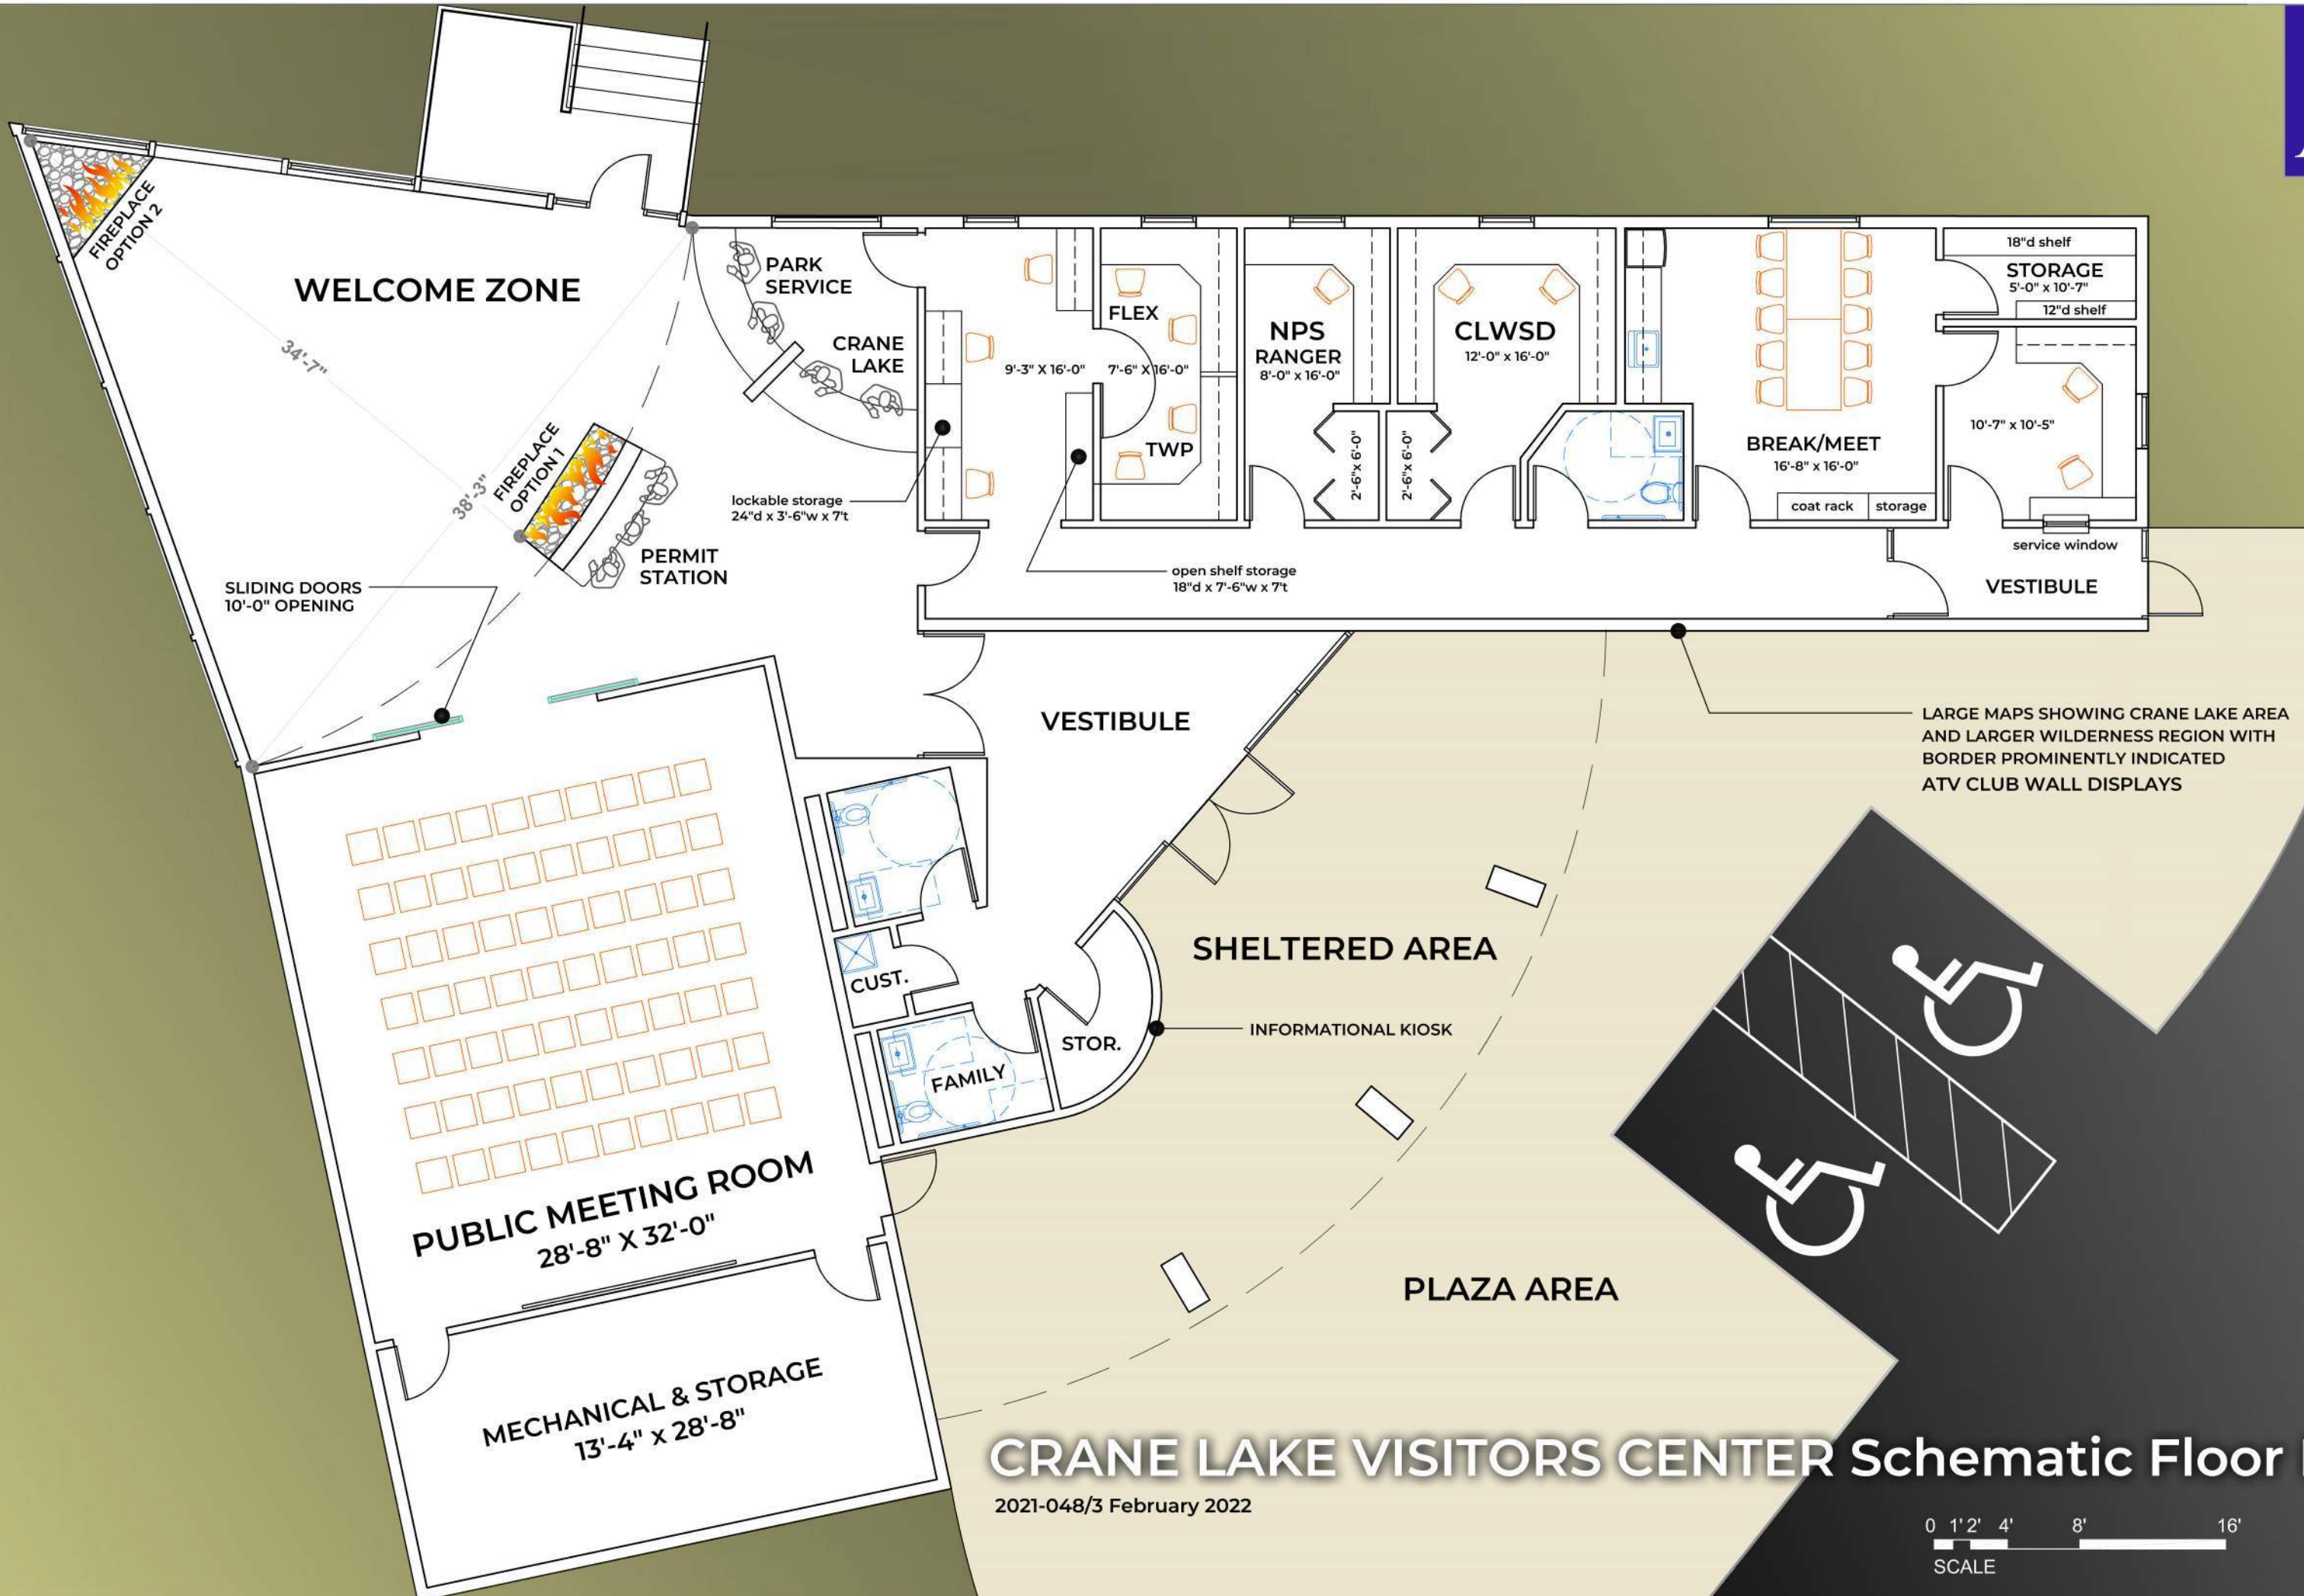 FIREPLACE
OPTION 2
WELCOME ZONE
34'-7"
38'-3"
FIREPLACE
OPTION 1
PERMIT
STATION
SLIDING DOORS
10'-0" OPENING
PARK
SERVICE
CRANE
LAKE
lockable storage
24"d x 3'-6"w x 7't
9'-3" X 16'-0"
FLEX
7'-6" X 16'-0"
TWP
open shelf storage
18"d x 7'-6"w x 7't
NPS
RANGER
8'-0" x 16'-0"
2'-6"x 6'-0"
2'-6"x 6'-0"
CLWSD
12'-0" x 16'-0"
BREAK/MEET
16'-8" x 16'-0"
coat rack
storage
18"d shelf
STORAGE
5'-0" x 10'-7"
12"d shelf
10'-7" x 10'-5"
service window
VESTIBULE
VESTIBULE
LARGE MAPS SHOWING CRANE LAKE AREA
AND LARGER WILDERNESS REGION WITH
BORDER PROMINENTLY INDICATED
ATV CLUB WALL DISPLAYS
SHELTERED AREA
CUST.
INFORMATIONAL KIOSK
STOR.
FAMILY
PUBLIC MEETING ROOM
28'-8" X 32'-0"
PLAZA AREA
MECHANICAL & STORAGE
13'-4" x 28'-8"
CRANE LAKE VISITORS CENTER Schematic Floor
2021-048/3 February 2022
0 1' 2' 4' 8' 16'
SCALE